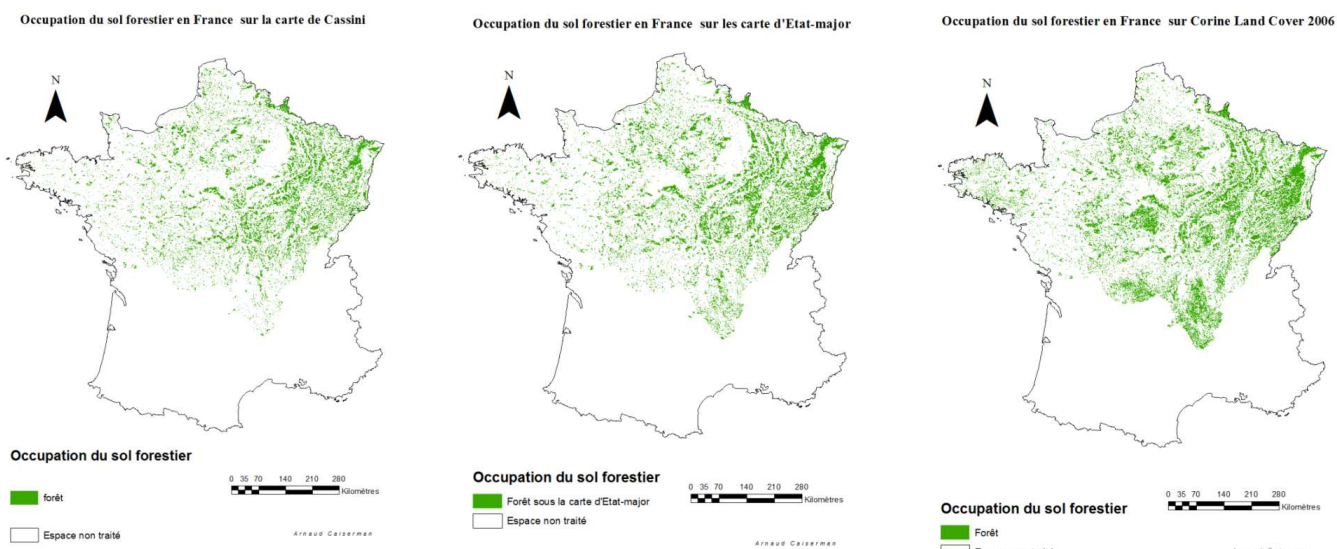 Occupation du sol forestier en France sur la carte de Cassini
N
Occupation du sol forestier
forêt
Espace non traité
0 35 70 140 210 280
Kilomètres
Arnaud Caiserman
Occupation du sol forestier en France sur les carte d'Etat-major
N
Occupation du sol forestier
Forêt sous la carte d'Etat-major
Espace non traité
0 35 70 140 210 280
Kilomètres
Arnaud Caiserman
Occupation du sol forestier en France sur Corine Land Cover 2006
N
Occupation du sol forestier
Forêt
0 35 70 140 210 280
Kilomètres